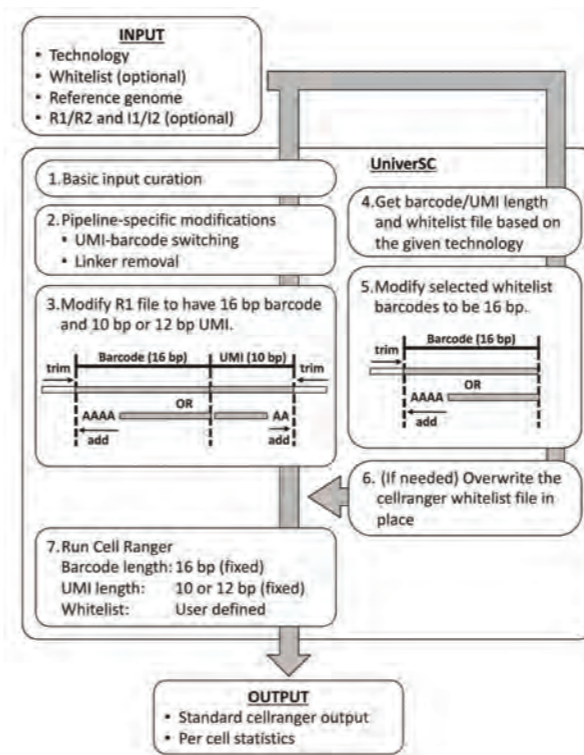 INPUT
• Technology
• Whitelist (optional)
• Reference genome
• R1/R2 and I1/I2 (optional)
UniverSC
1. Basic input curation
2. Pipeline-specific modifications
• UMI-barcode switching
• Linker removal
3. Modify R1 file to have 16 bp barcode
and 10 bp or 12 bp UMI.
Barcode (16 bp) UMI (10 bp)
trim trim
OR
AAAA AA
add add
4. Get barcode/UMI length
and whitelist file based on
the given technology
5. Modify selected whitelist
barcodes to be 16 bp.
Barcode (16 bp)
trim
OR
AAAA
add
6. (If needed) Overwrite the
cellranger whitelist file in
place
7. Run Cell Ranger
Barcode length: 16 bp (fixed)
UMI length: 10 or 12 bp (fixed)
Whitelist: User defined
OUTPUT
• Standard cellranger output
• Per cell statistics